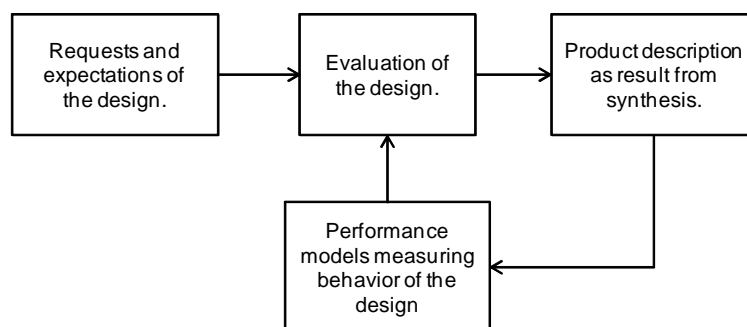 Requests and
expectations of
the design.
Evaluation of
the design.
Product description
as result from
synthesis.
Performance
models measuring
behavior of the
design